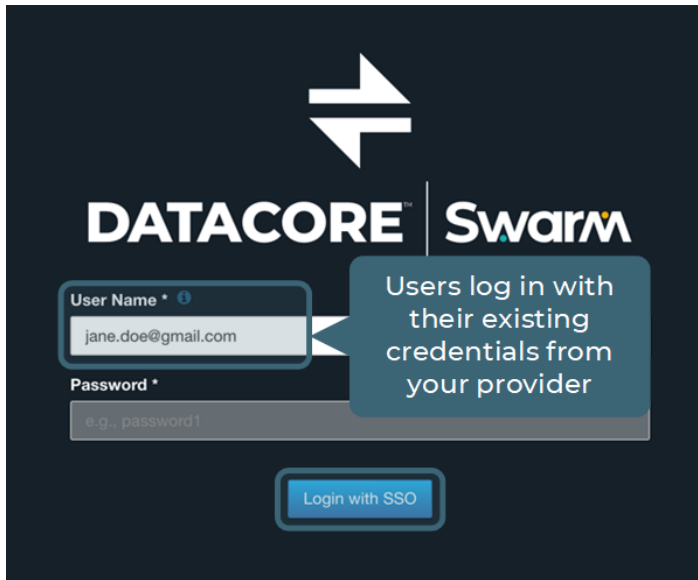 DATACORE™ Swarm
User Name *
jane.doe@gmail.com
Users log in with
their existing
credentials from
your provider
Password *
e.g., password1
Login with SSO